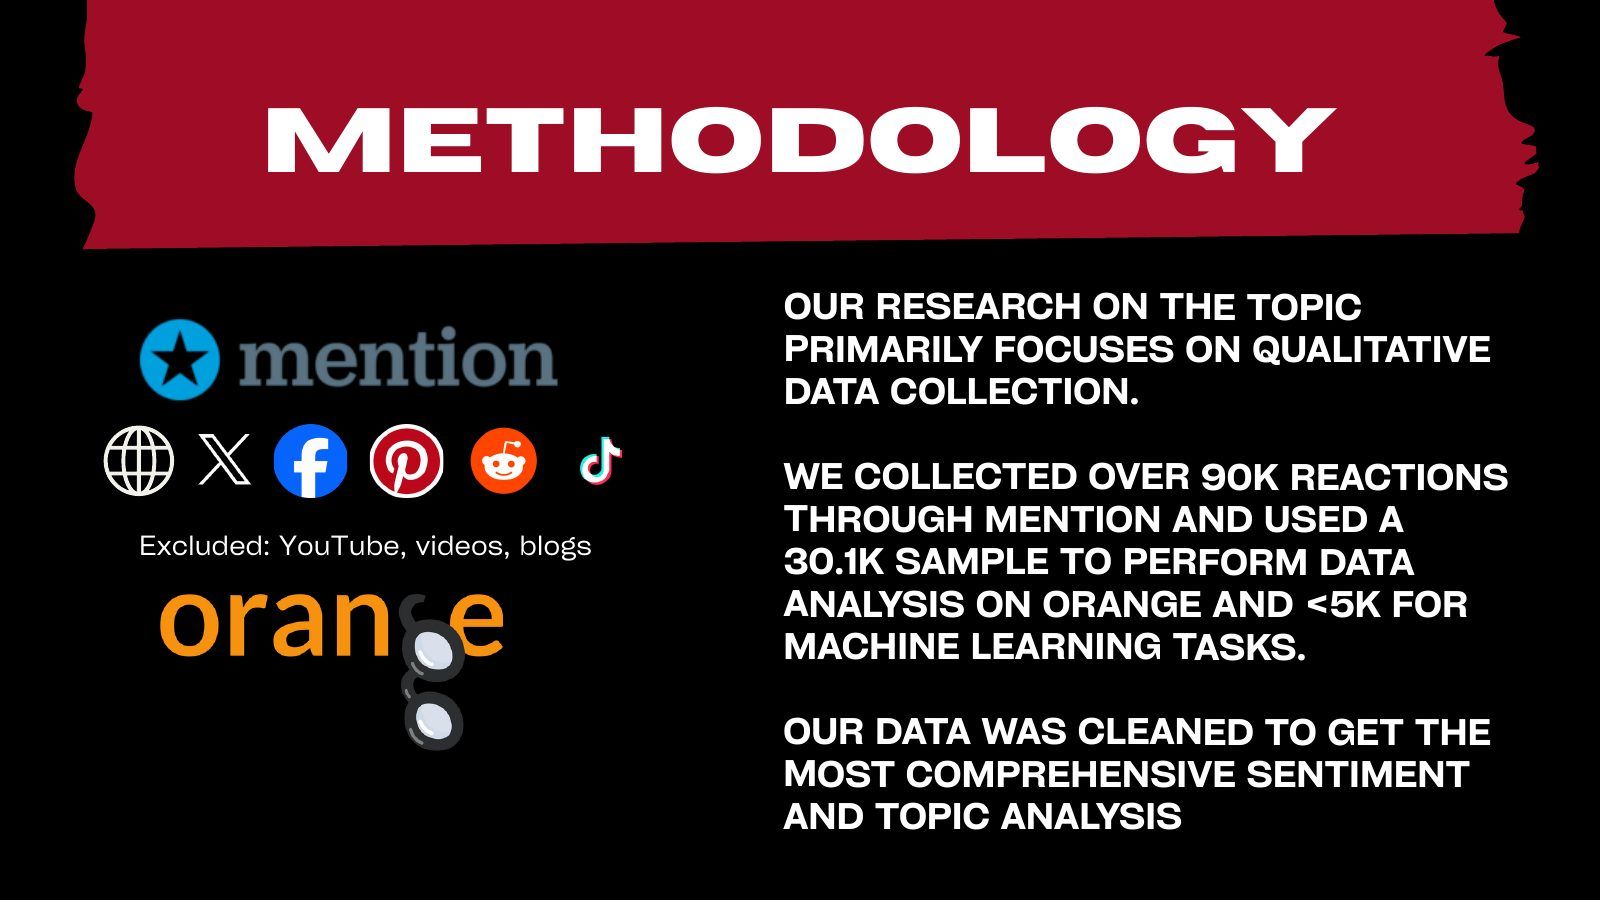 METHODOLOGY
mention
Excluded: YouTube, videos, blogs
orange
OUR RESEARCH ON THE TOPIC
PRIMARILY FOCUSES ON QUALITATIVE
DATA COLLECTION.
WE COLLECTED OVER 90K REACTIONS
THROUGH MENTION AND USED A
30.1K SAMPLE TO PERFORM DATA
ANALYSIS ON ORANGE AND <5K FOR
MACHINE LEARNING TASKS.
OUR DATA WAS CLEANED TO GET THE
MOST COMPREHENSIVE SENTIMENT
AND TOPIC ANALYSIS